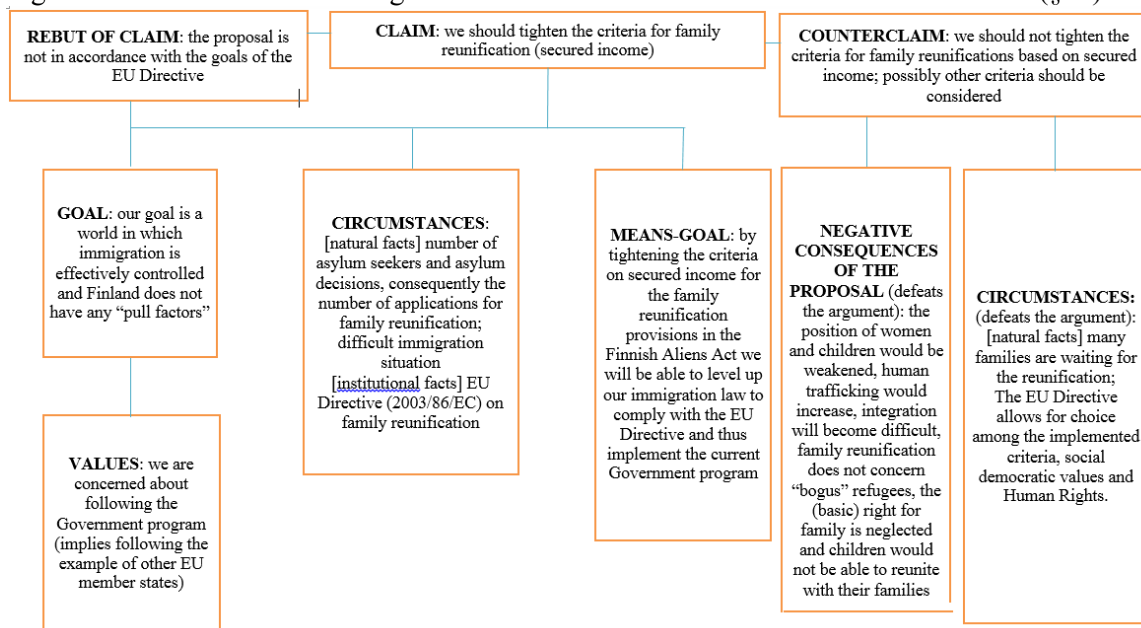 REBUT OF CLAIM: the proposal is
not in accordance with the goals of the
EU Directive
CLAIM: we should tighten the criteria for family
reunification (secured income)
COUNTERCLAIM: we should not tighten the
criteria for family reunifications based on secured
income; possibly other criteria should be
considered
GOAL: our goal is a
world in which
immigration is
effectively controlled
and Finland does not
have any “pull factors”
VALUES: we are
concerned about
following the
Government program
(implies following the
example of other EU
member states)
CIRCUMSTANCES:
[natural facts] number of
asylum seekers and asylum
decisions, consequently the
number of applications for
family reunification;
difficult immigration
situation
[institutional facts] EU
Directive (2003/86/EC) on
family reunification
MEANS-GOAL: by
tightening the criteria
on secured income for
the family
reunification
provisions in the
Finnish Aliens Act we
will be able to level up
our immigration law to
comply with the EU
Directive and thus
implement the current
Government program
NEGATIVE
CONSEQUENCES
OF THE
PROPOSAL (defeats
the argument): the
position of women
and children would be
weakened, human
trafficking would
increase, integration
will become difficult,
family reunification
does not concern
“bogus” refugees, the
(basic) right for
family is neglected
and children would
not be able to reunite
with their families
CIRCUMSTANCES:
(defeats the argument):
[natural facts] many
families are waiting for
the reunification;
The EU Directive
allows for choice
among the implemented
criteria, social
democratic values and
Human Rights.